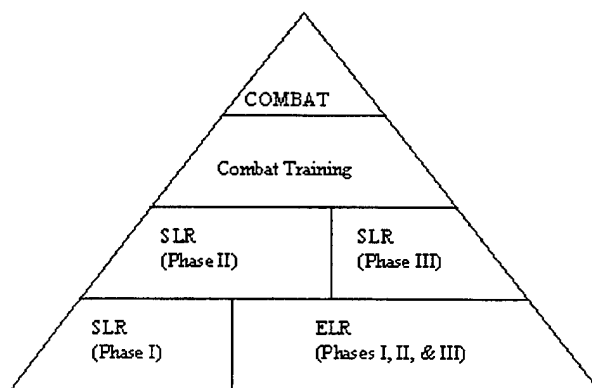 COMBAT
Combat Training
SLR
(Phase II)
SLR
(Phase III)
SLR
(Phase I)
ELR
(Phases I, II, & III)